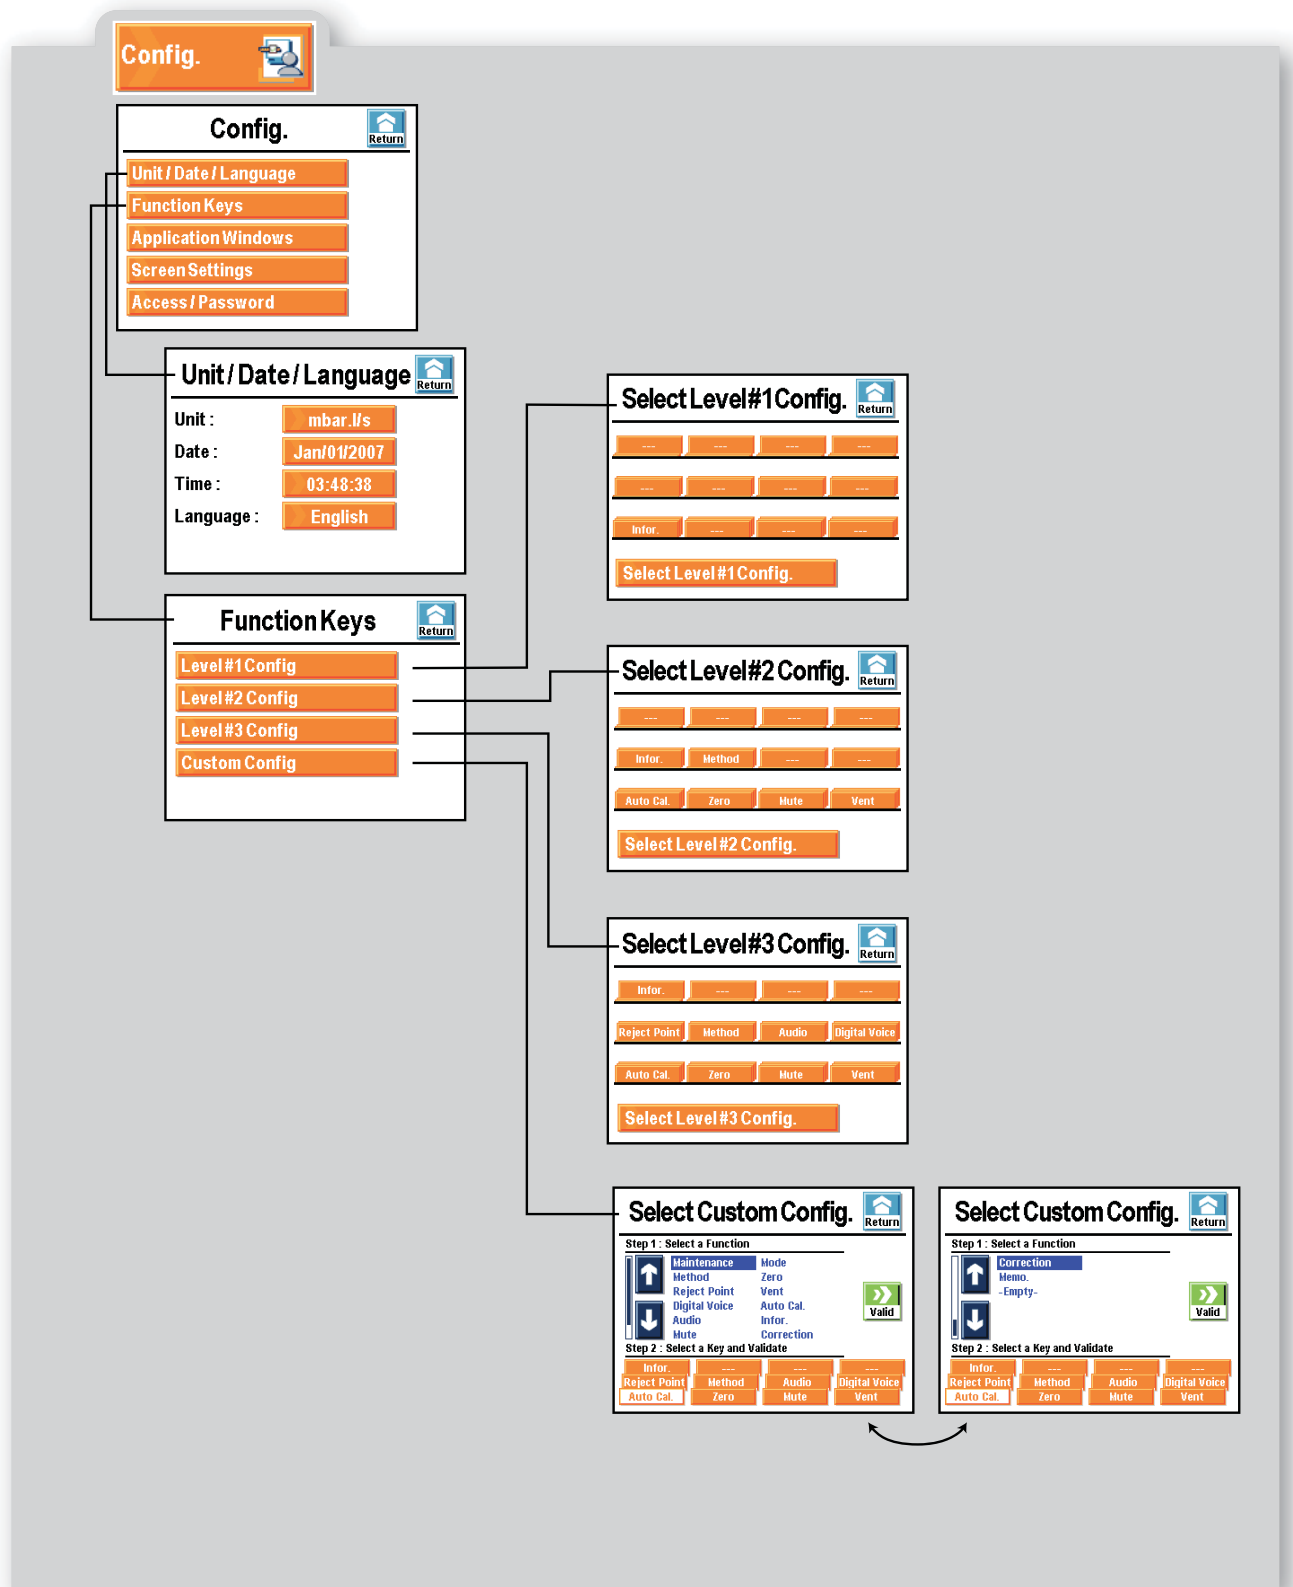 Config.
Config.
Return
Unit / Date / Language
Function Keys
Application Windows
Screen Settings
Access / Password
Unit / Date / Language
Return
Unit : mbar.l/s
Date : Jan/01/2007
Time : 03:48:38
Language : English
Function Keys
Return
Level #1 Config
Level #2 Config
Level #3 Config
Custom Config
Select Level #1 Config.
Return
--- --- --- ---
--- --- --- ---
Infor. --- --- ---
Select Level #1 Config.
Select Level #2 Config.
Return
--- --- --- ---
Infor. Method --- ---
Auto Cal. Zero Mute Vent
Select Level #2 Config.
Select Level #3 Config.
Return
Infor. --- --- ---
Reject Point Method Audio Digital Voice
Auto Cal. Zero Mute Vent
Select Level #3 Config.
Select Custom Config.
Return
Step 1 : Select a Function
Maintenance Mode
Method Zero
Reject Point Vent
Digital Voice Auto Cal.
Audio Infor.
Mute Correction
Valid
Step 2 : Select a Key and Validate
Infor. --- --- ---
Reject Point Method Audio Digital Voice
Auto Cal. Zero Mute Vent
Select Custom Config.
Return
Step 1 : Select a Function
Correction
Memo.
-Empty-
Valid
Step 2 : Select a Key and Validate
Infor. --- --- ---
Reject Point Method Audio Digital Voice
Auto Cal. Zero Mute Vent